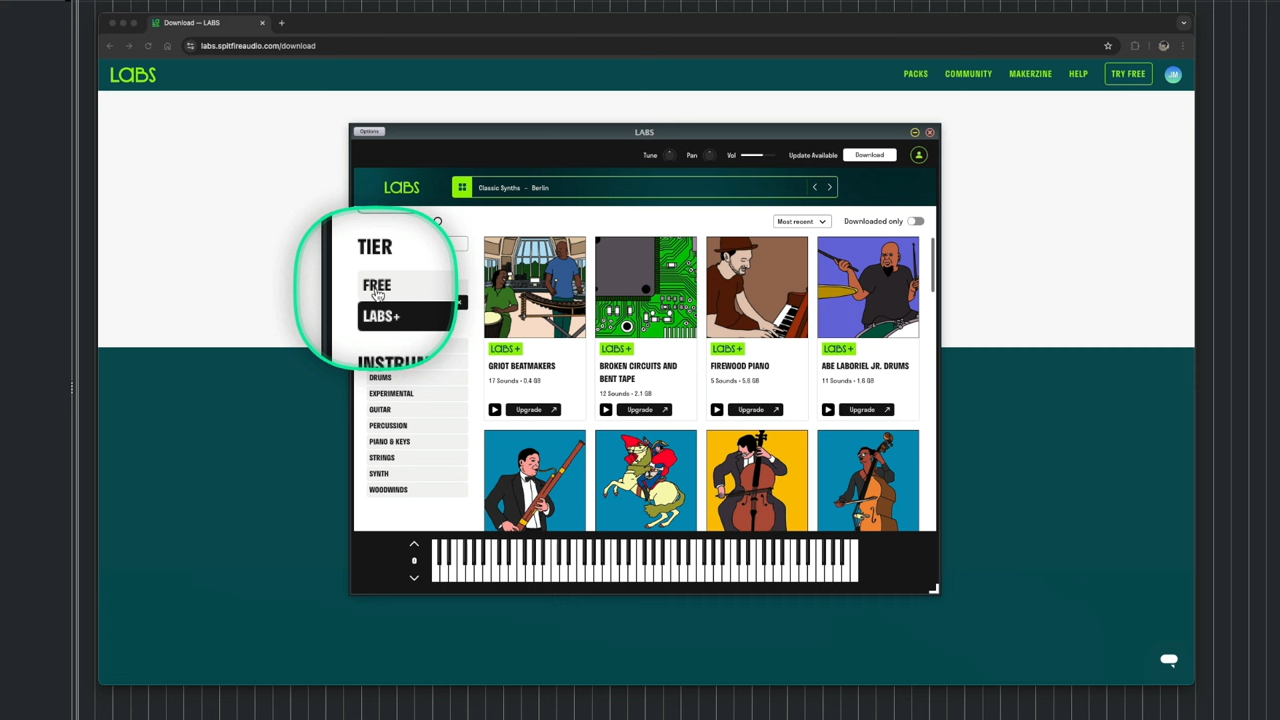 Download — LABS
labs.spitfireaudio.com/download
LABS
PACKS
COMMUNITY
MAKERZINE
HELP
TRY FREE
JM
Options
LABS
Tune
Pan
Vol
Update Available
Download
LABS
Classic Synths – Berlin
Most recent
Downloaded only
TIER
FREE
LABS+
DRUMS
EXPERIMENTAL
GUITAR
PERCUSSION
PIANO & KEYS
STRINGS
SYNTH
WOODWINDS
LABS+
GRIOT BEATMAKERS
17 Sounds • 0.4 GB
Upgrade
LABS+
BROKEN CIRCUITS AND
BENT TAPE
12 Sounds • 2.1 GB
Upgrade
LABS+
FIREWOOD PIANO
5 Sounds • 5.6 GB
Upgrade
LABS+
ABE LABORIEL JR. DRUMS
11 Sounds • 1.6 GB
Upgrade
0